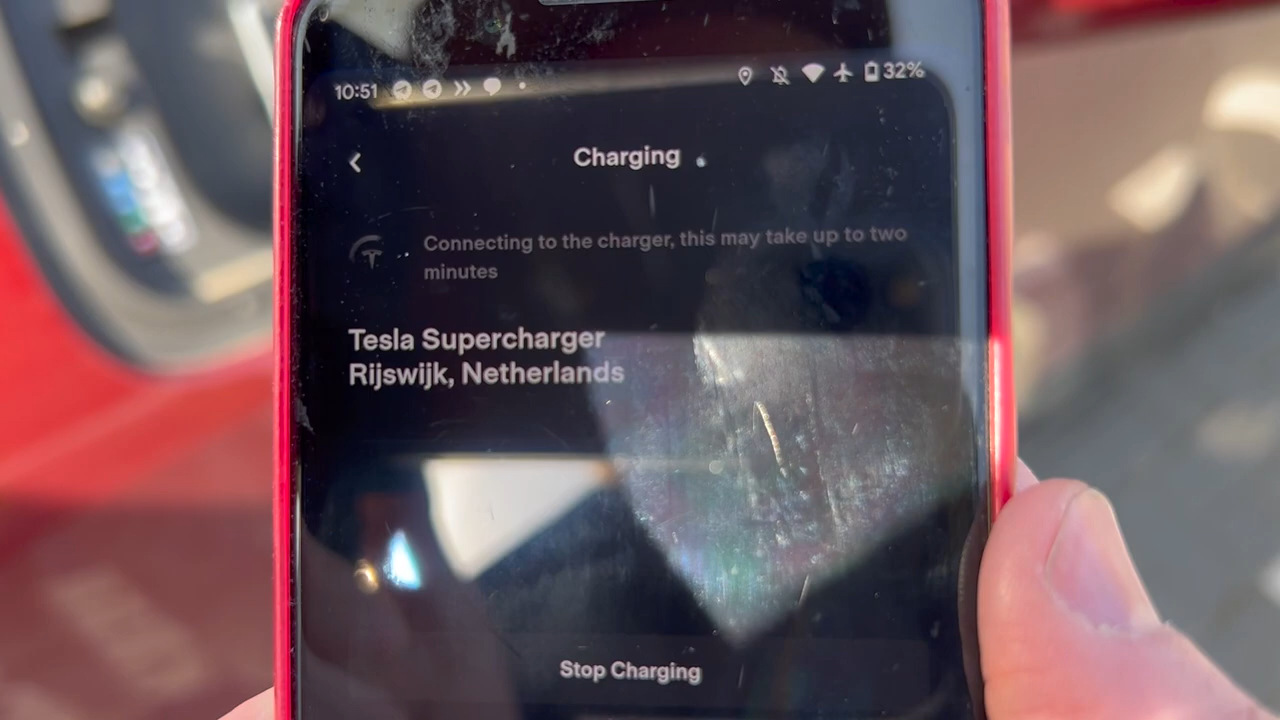 10:51
32%
Charging
Connecting to the charger, this may take up to two
minutes
Tesla Supercharger
Rijswijk, Netherlands
Stop Charging